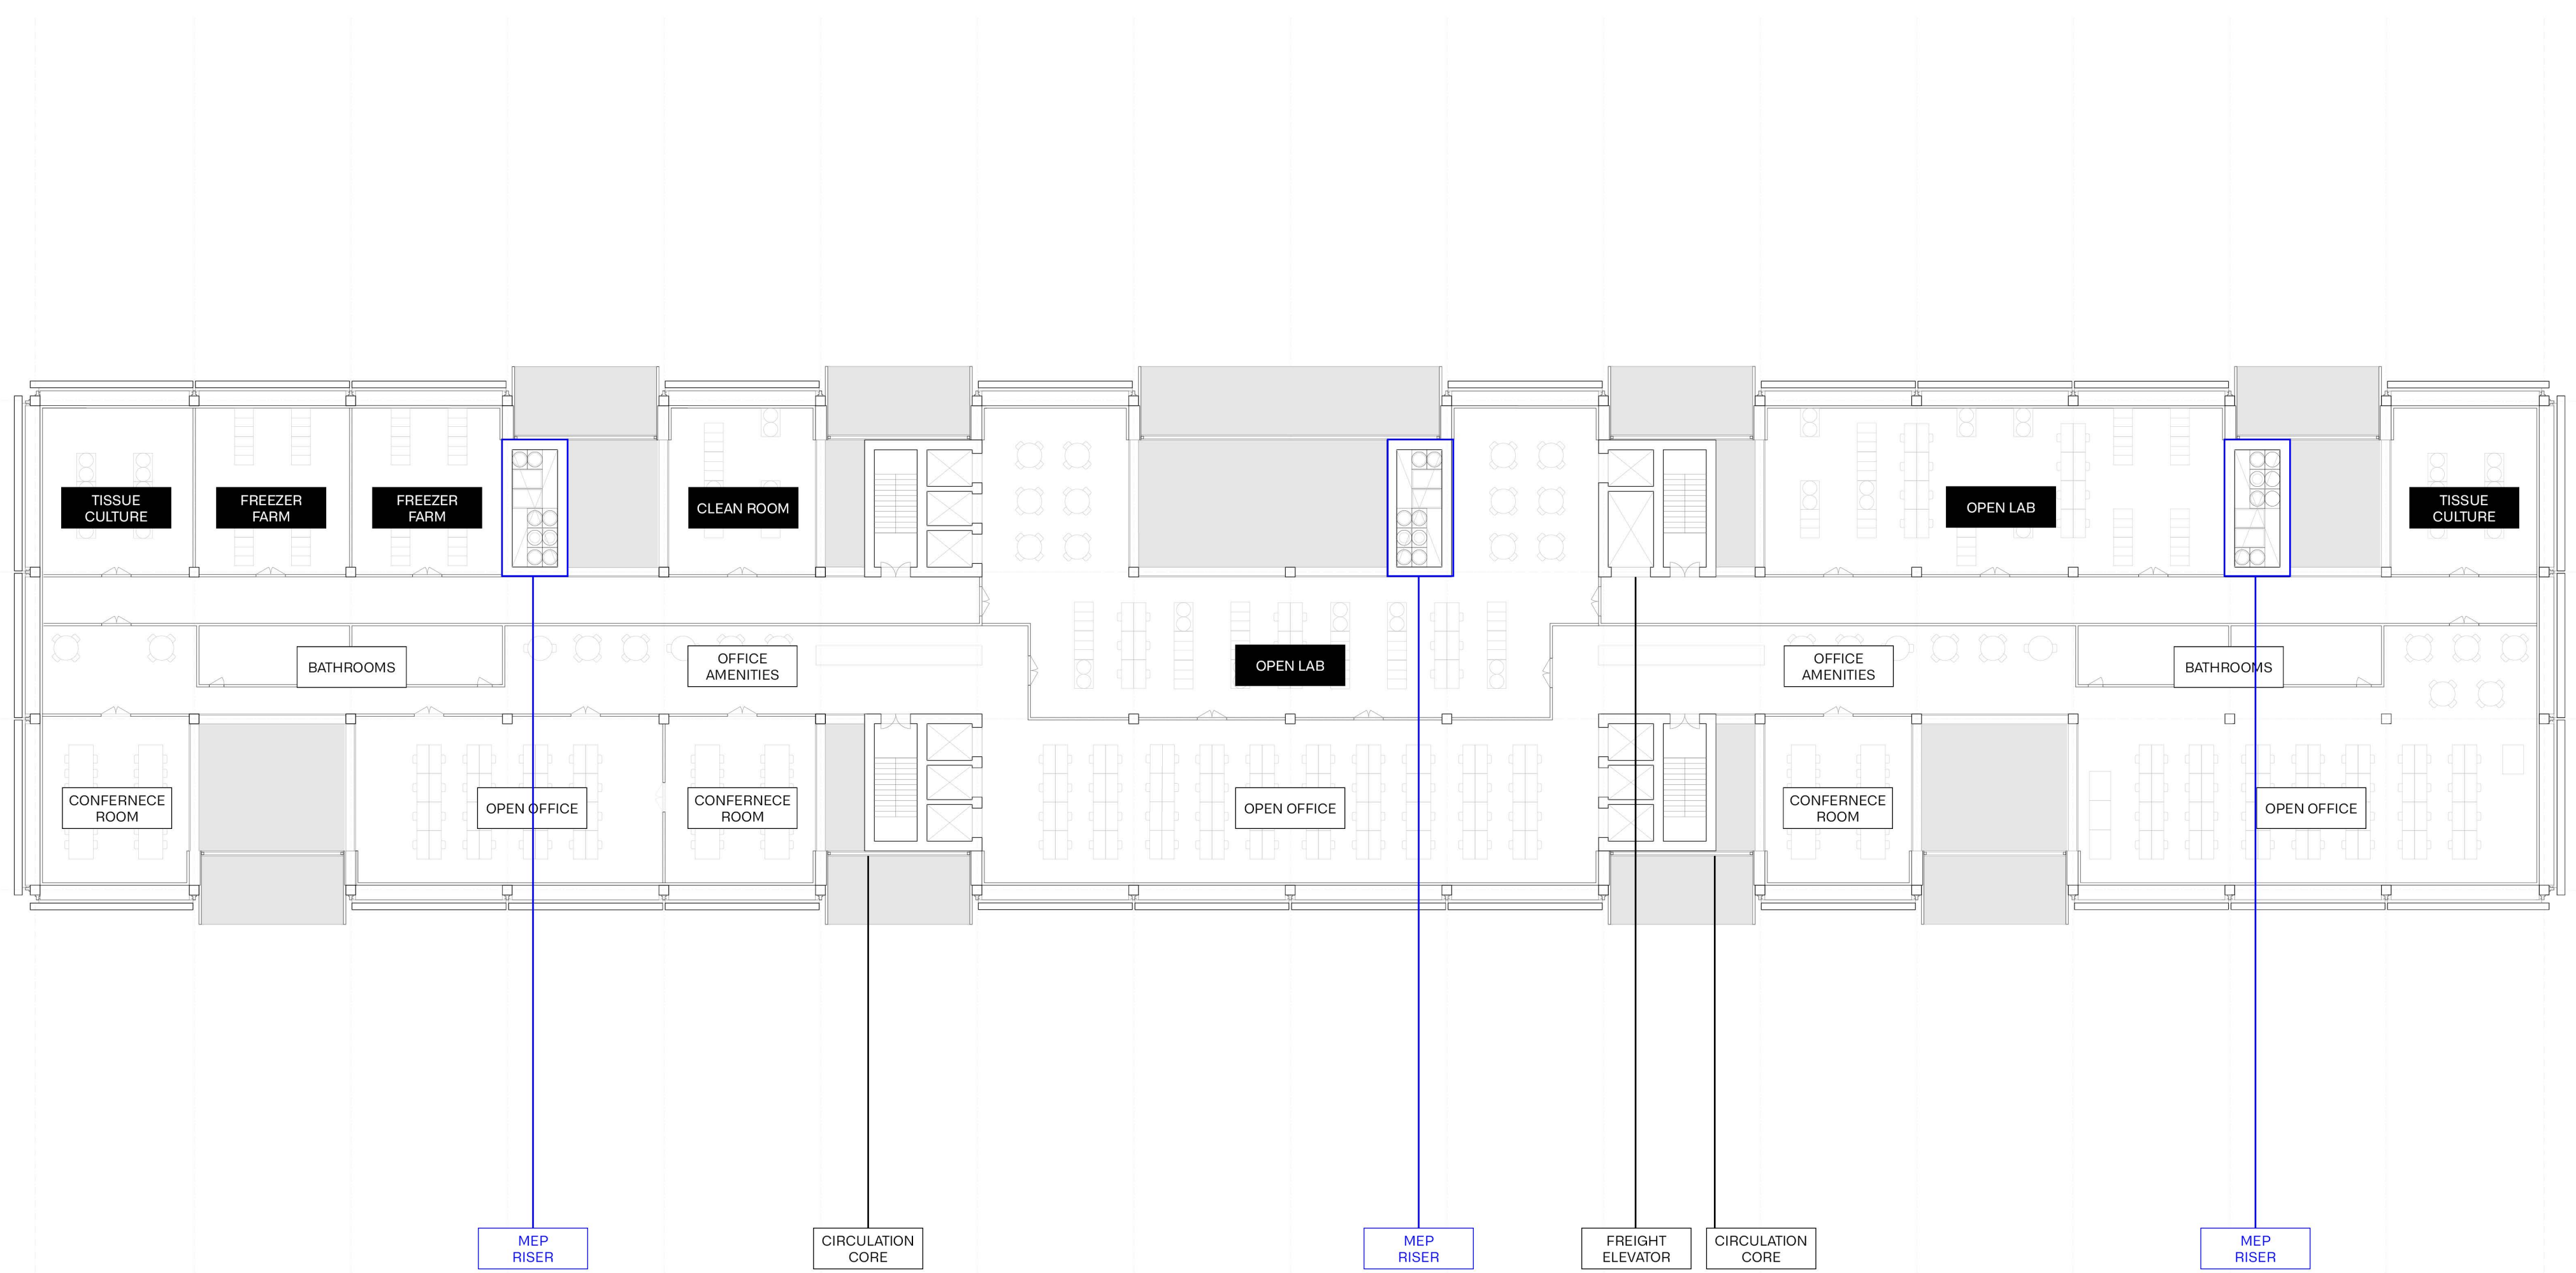 TISSUE
CULTURE
FREEZER
FARM
FREEZER
FARM
CLEAN ROOM
OPEN LAB
TISSUE
CULTURE
BATHROOMS
OFFICE
AMENITIES
OPEN LAB
OFFICE
AMENITIES
BATHROOMS
CONFERNECE
ROOM
OPEN OFFICE
CONFERNECE
ROOM
OPEN OFFICE
CONFERNECE
ROOM
OPEN OFFICE
MEP
RISER
CIRCULATION
CORE
MEP
RISER
FREIGHT
ELEVATOR
CIRCULATION
CORE
MEP
RISER